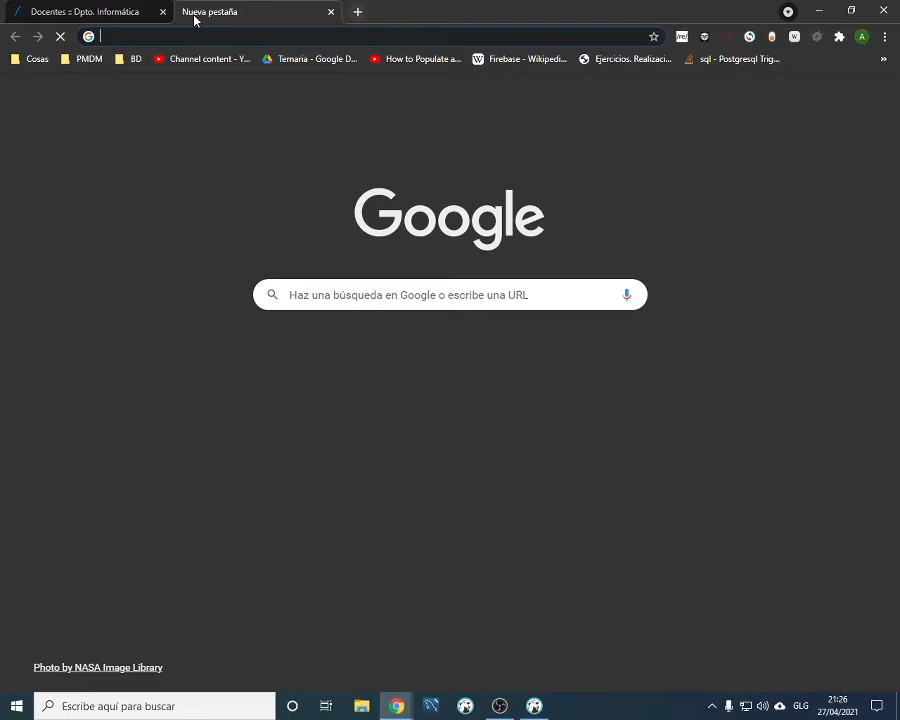 Docentes :: Dpto. Informática
Nueva pestaña
Cosas
PMDM
BD
Channel content - Y...
Ternaria - Google D...
How to Populate a...
Firebase - Wikipedi...
Ejercicios. Realizaci...
sql - Postgresql Trig...
Google
Haz una búsqueda en Google o escribe una URL
Photo by NASA Image Library
Escribe aquí para buscar
GLG
21:26
27/04/2021